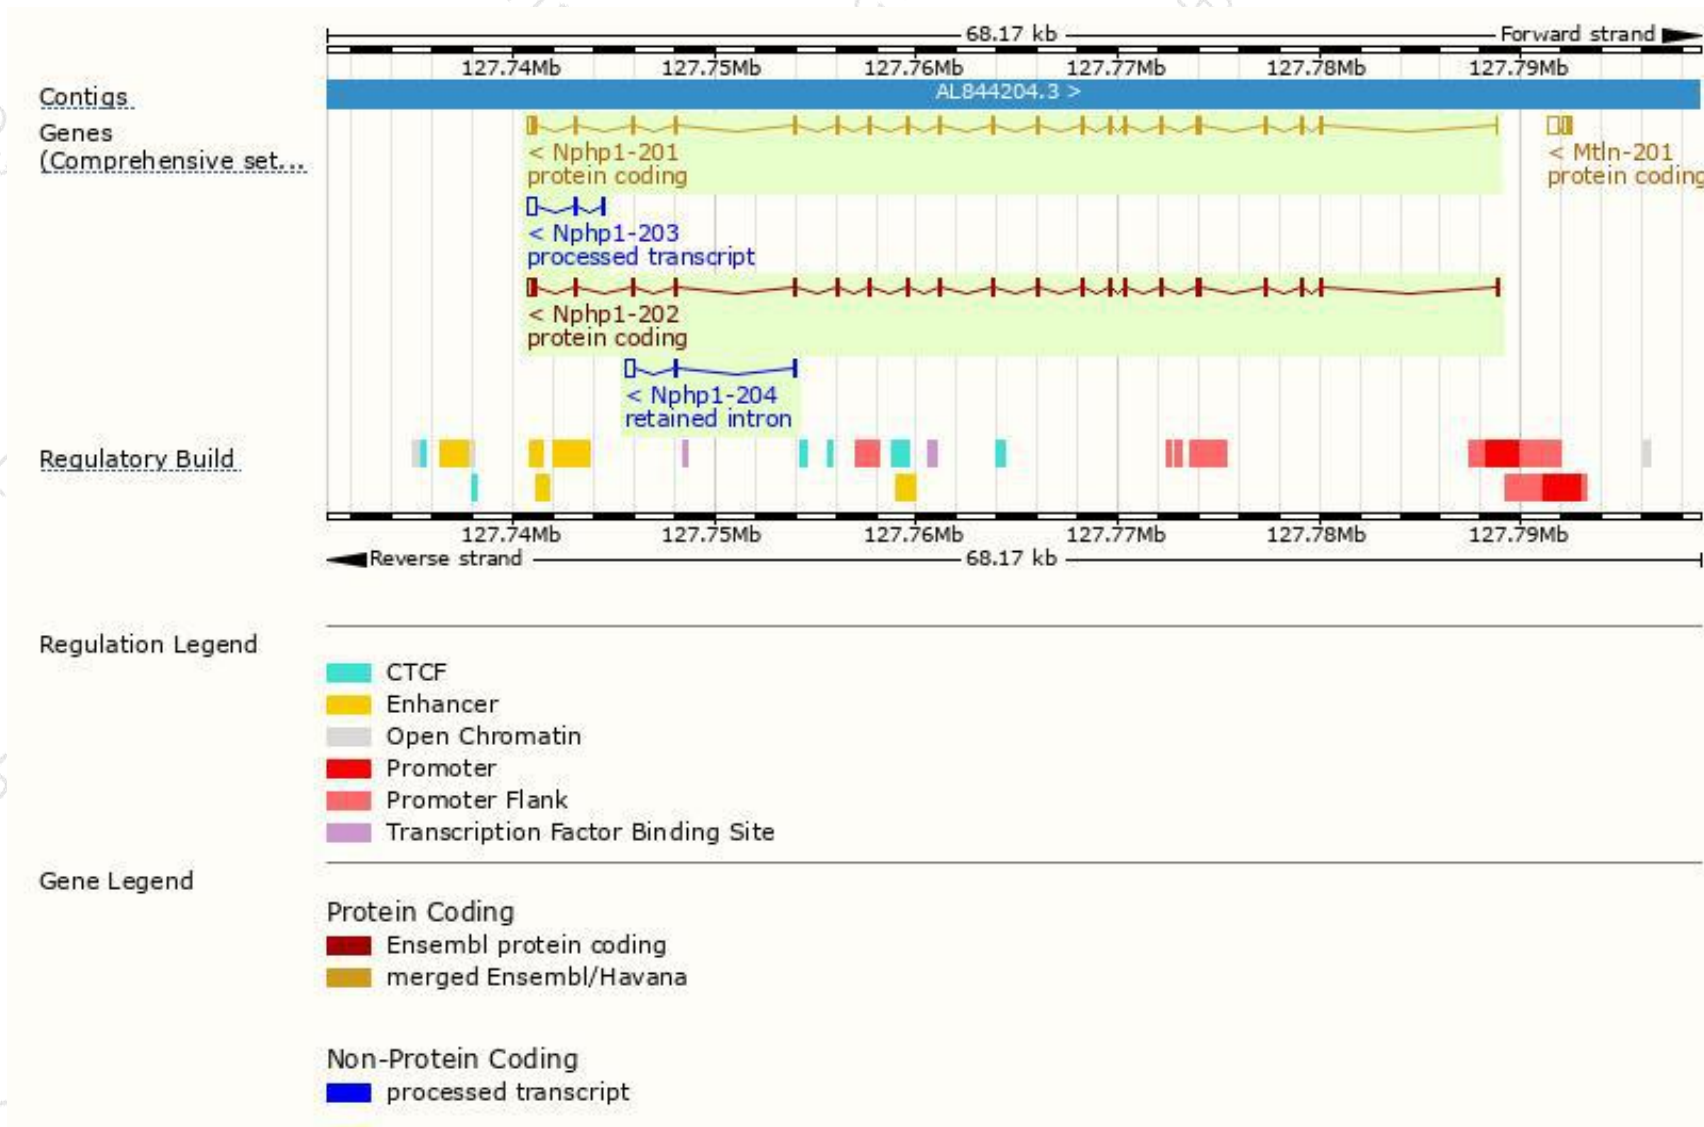 68.17 kb Forward strand
127.74Mb 127.75Mb 127.76Mb 127.77Mb 127.78Mb 127.79Mb
Contigs AL844204.3 >
Genes
(Comprehensive set...
< Nphp1-201 < Mtln-201
protein coding protein coding
< Nphp1-203
processed transcript
< Nphp1-202
protein coding
< Nphp1-204
retained intron
Regulatory Build
127.74Mb 127.75Mb 127.76Mb 127.77Mb 127.78Mb 127.79Mb
Reverse strand 68.17 kb
Regulation Legend
CTCF
Enhancer
Open Chromatin
Promoter
Promoter Flank
Transcription Factor Binding Site
Gene Legend
Protein Coding
Ensembl protein coding
merged Ensembl/Havana
Non-Protein Coding
processed transcript